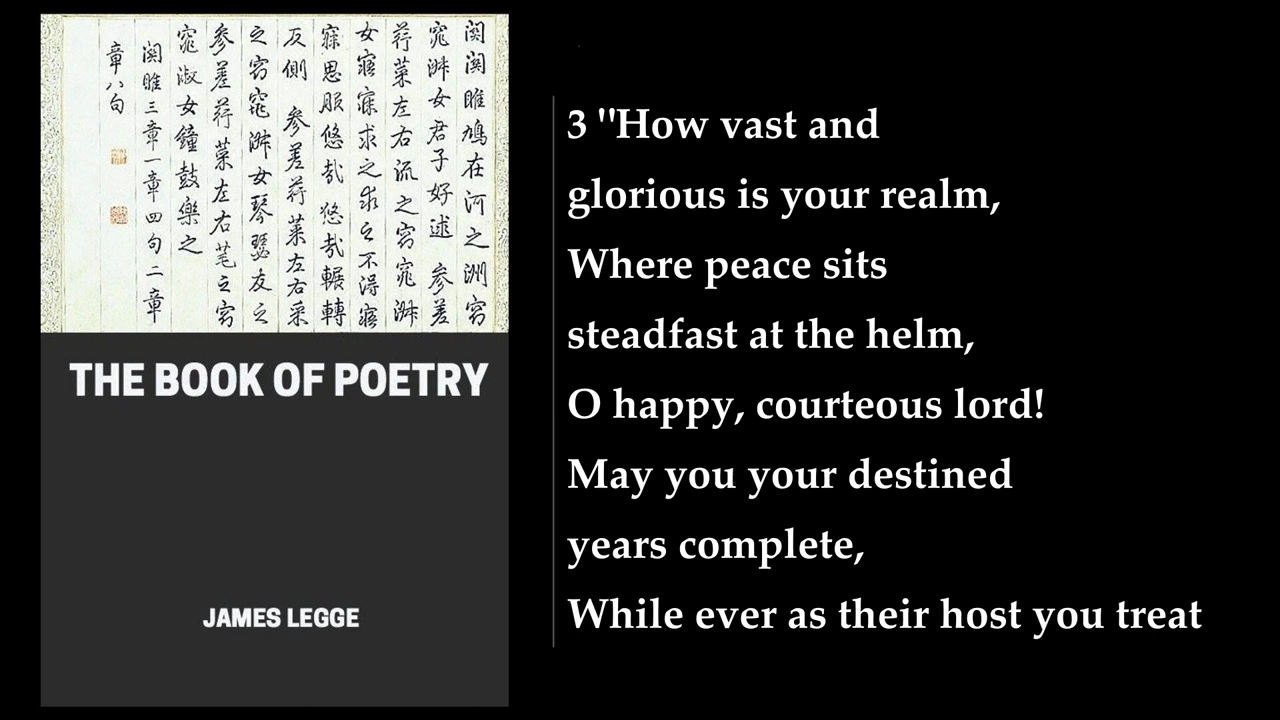 関関雎鳩在河之洲窈
窕淑女君子好逑 參差
荇菜左右流之窈窕淑
女寤寐求之求之不得寤
寐思服悠哉悠哉輾轉
反側 參差荇菜左右采
之窈窕淑女琴瑟友之
參差荇菜左右芼之窈
窕淑女鐘鼓樂之
関雎三章一章四句二章
章八句
THE BOOK OF POETRY
JAMES LEGGE
3 "How vast and
glorious is your realm,
Where peace sits
steadfast at the helm,
O happy, courteous lord!
May you your destined
years complete,
While ever as their host you treat